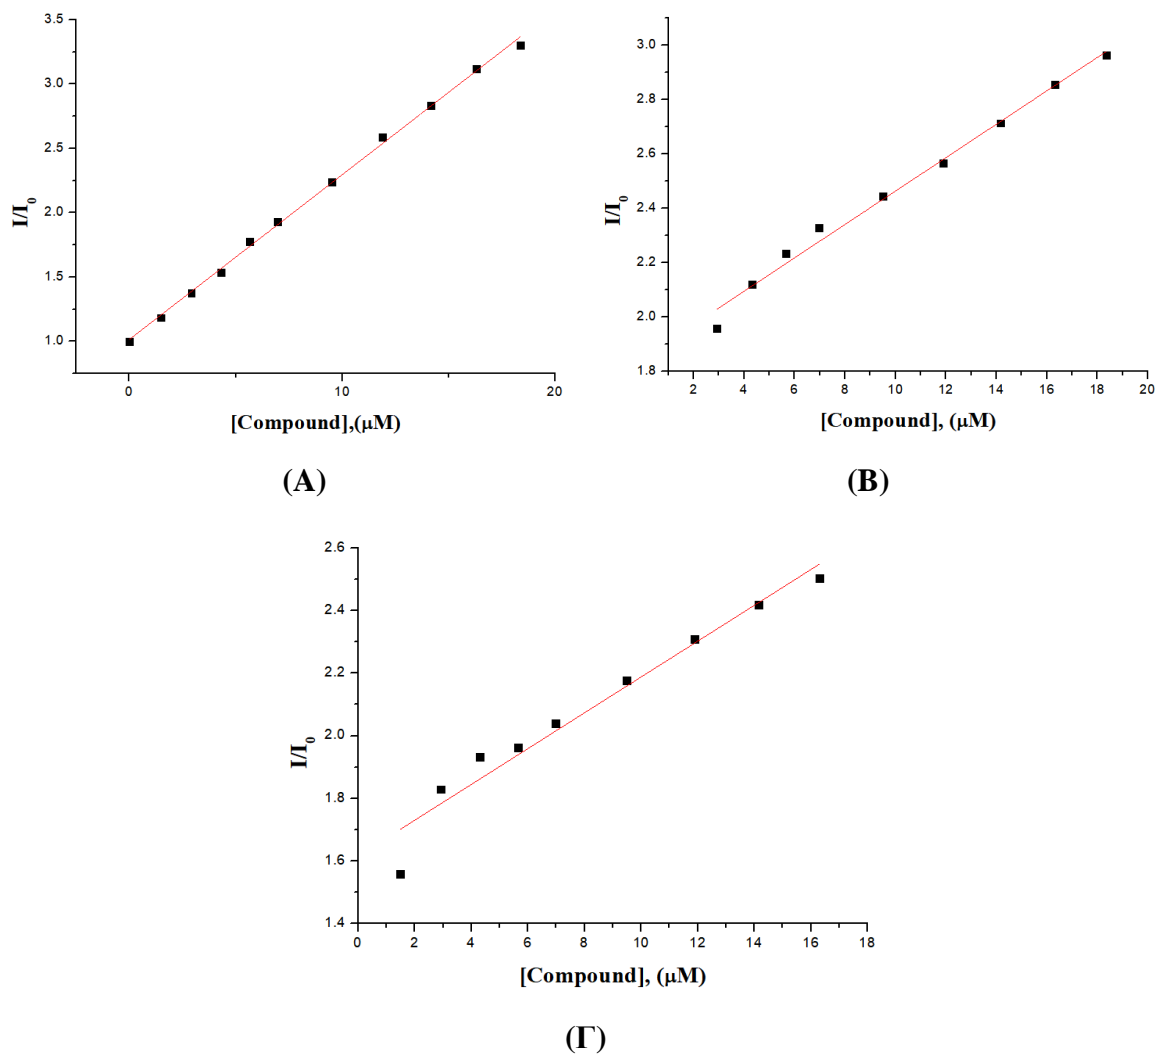 3.5
3.0
2.5
2.0
1.5
1.0
I/I0
0 10 20
[Compound],(μM)
(A)
3.0
2.8
2.6
2.4
2.2
2.0
1.8
I/I0
2 4 6 8 10 12 14 16 18 20
[Compound], (μM)
(B)
2.6
2.4
2.2
2.0
1.8
1.6
1.4
I/I0
0 2 4 6 8 10 12 14 16 18
[Compound], (μM)
(Γ)